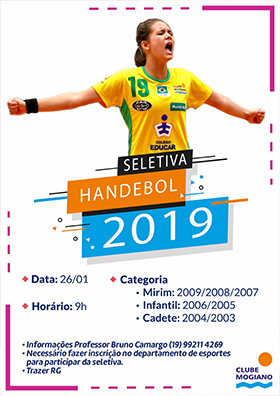 19
COLÉGIO
EDUCAR
SELETIVA
HANDEBOL
2019
Data: 26/01
Horário: 9h
Categoria
• Mirim: 2009/2008/2007
• Infantil: 2006/2005
• Cadete: 2004/2003
• Informações Professor Bruno Camargo (19) 99211 4269
• Necessário fazer inscrição no departamento de esportes
para participar da seletiva.
• Trazer RG
CLUBE
MOGIANO